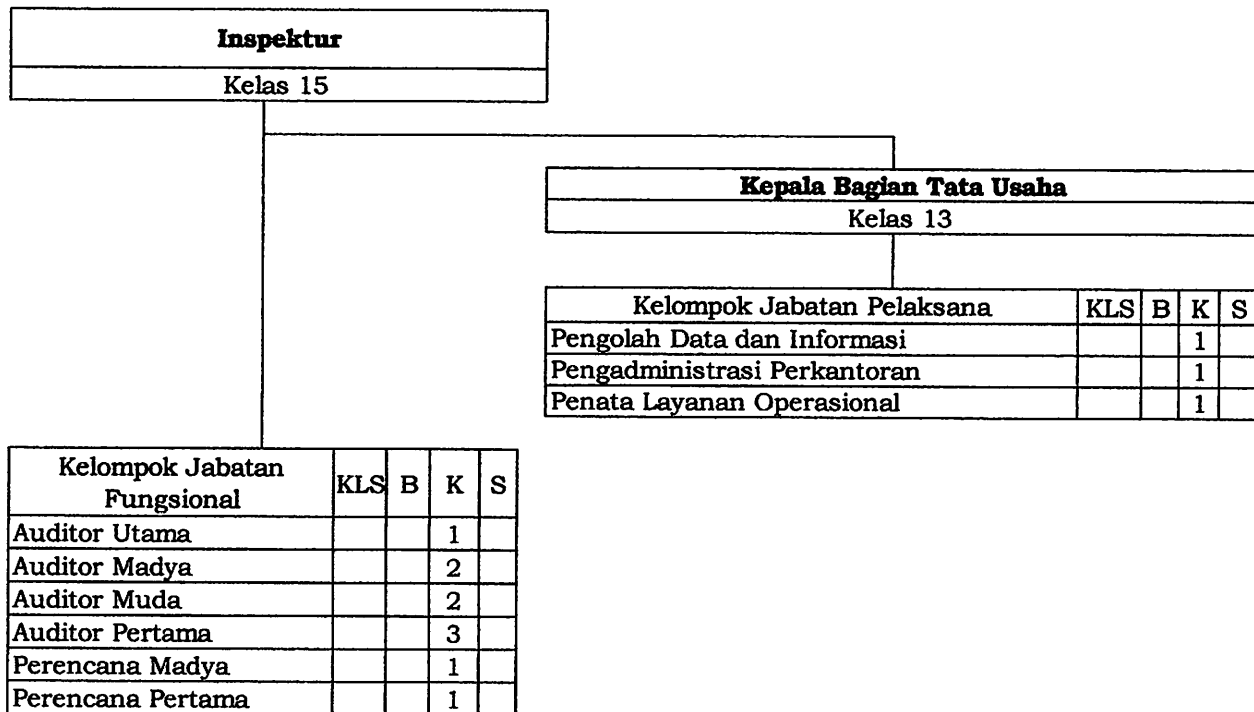 Inspektur
Kelas 15
Kepala Bagian Tata Usaha
Kelas 13
Kelompok Jabatan Pelaksana KLS B K S
Pengolah Data dan Informasi 1
Pengadministrasi Perkantoran 1
Penata Layanan Operasional 1
Kelompok Jabatan
Fungsional KLS B K S
Auditor Utama 1
Auditor Madya 2
Auditor Muda 2
Auditor Pertama 3
Perencana Madya 1
Perencana Pertama 1